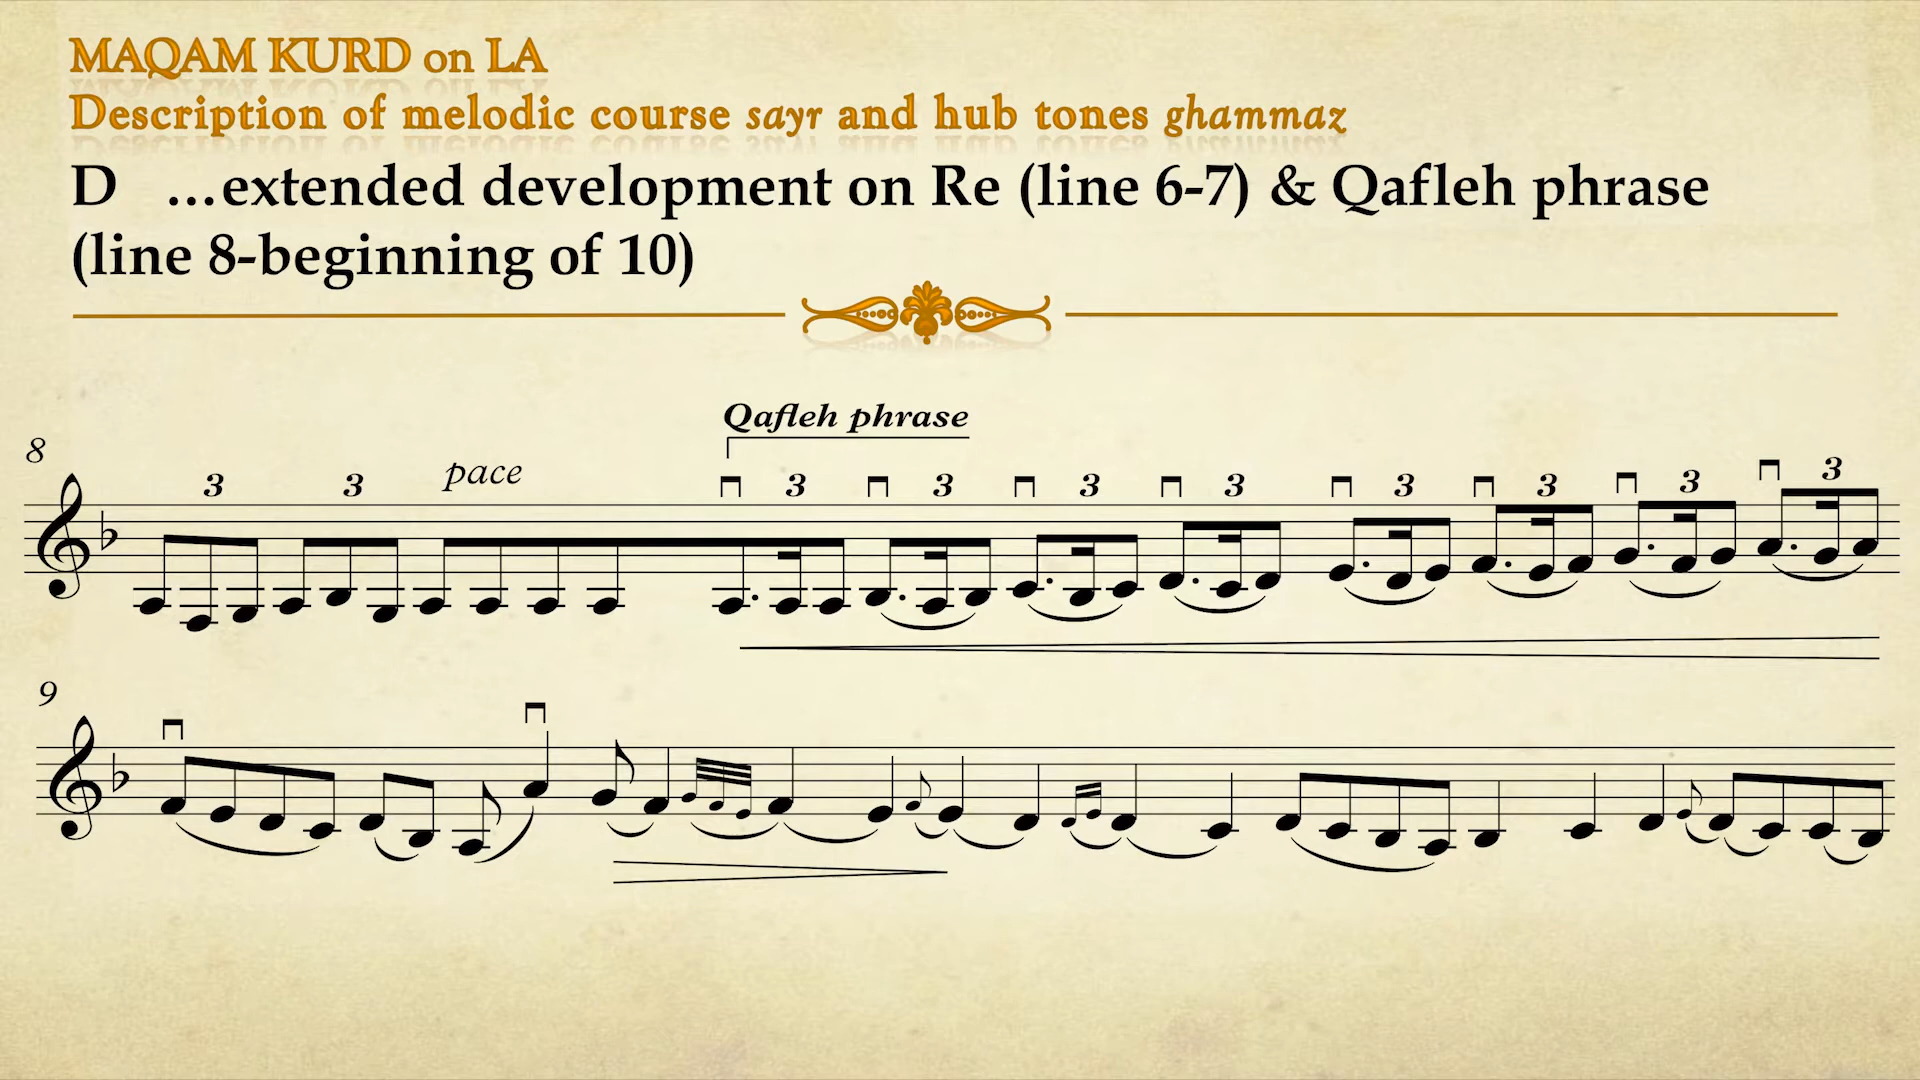 MAQAM KURD on LA
Description of melodic course sayr and hub tones ghammaz
D …extended development on Re (line 6-7) & Qafleh phrase
(line 8-beginning of 10)
Qafleh phrase
8
3 3 pace 3 3 3 3 3 3 3 3
9